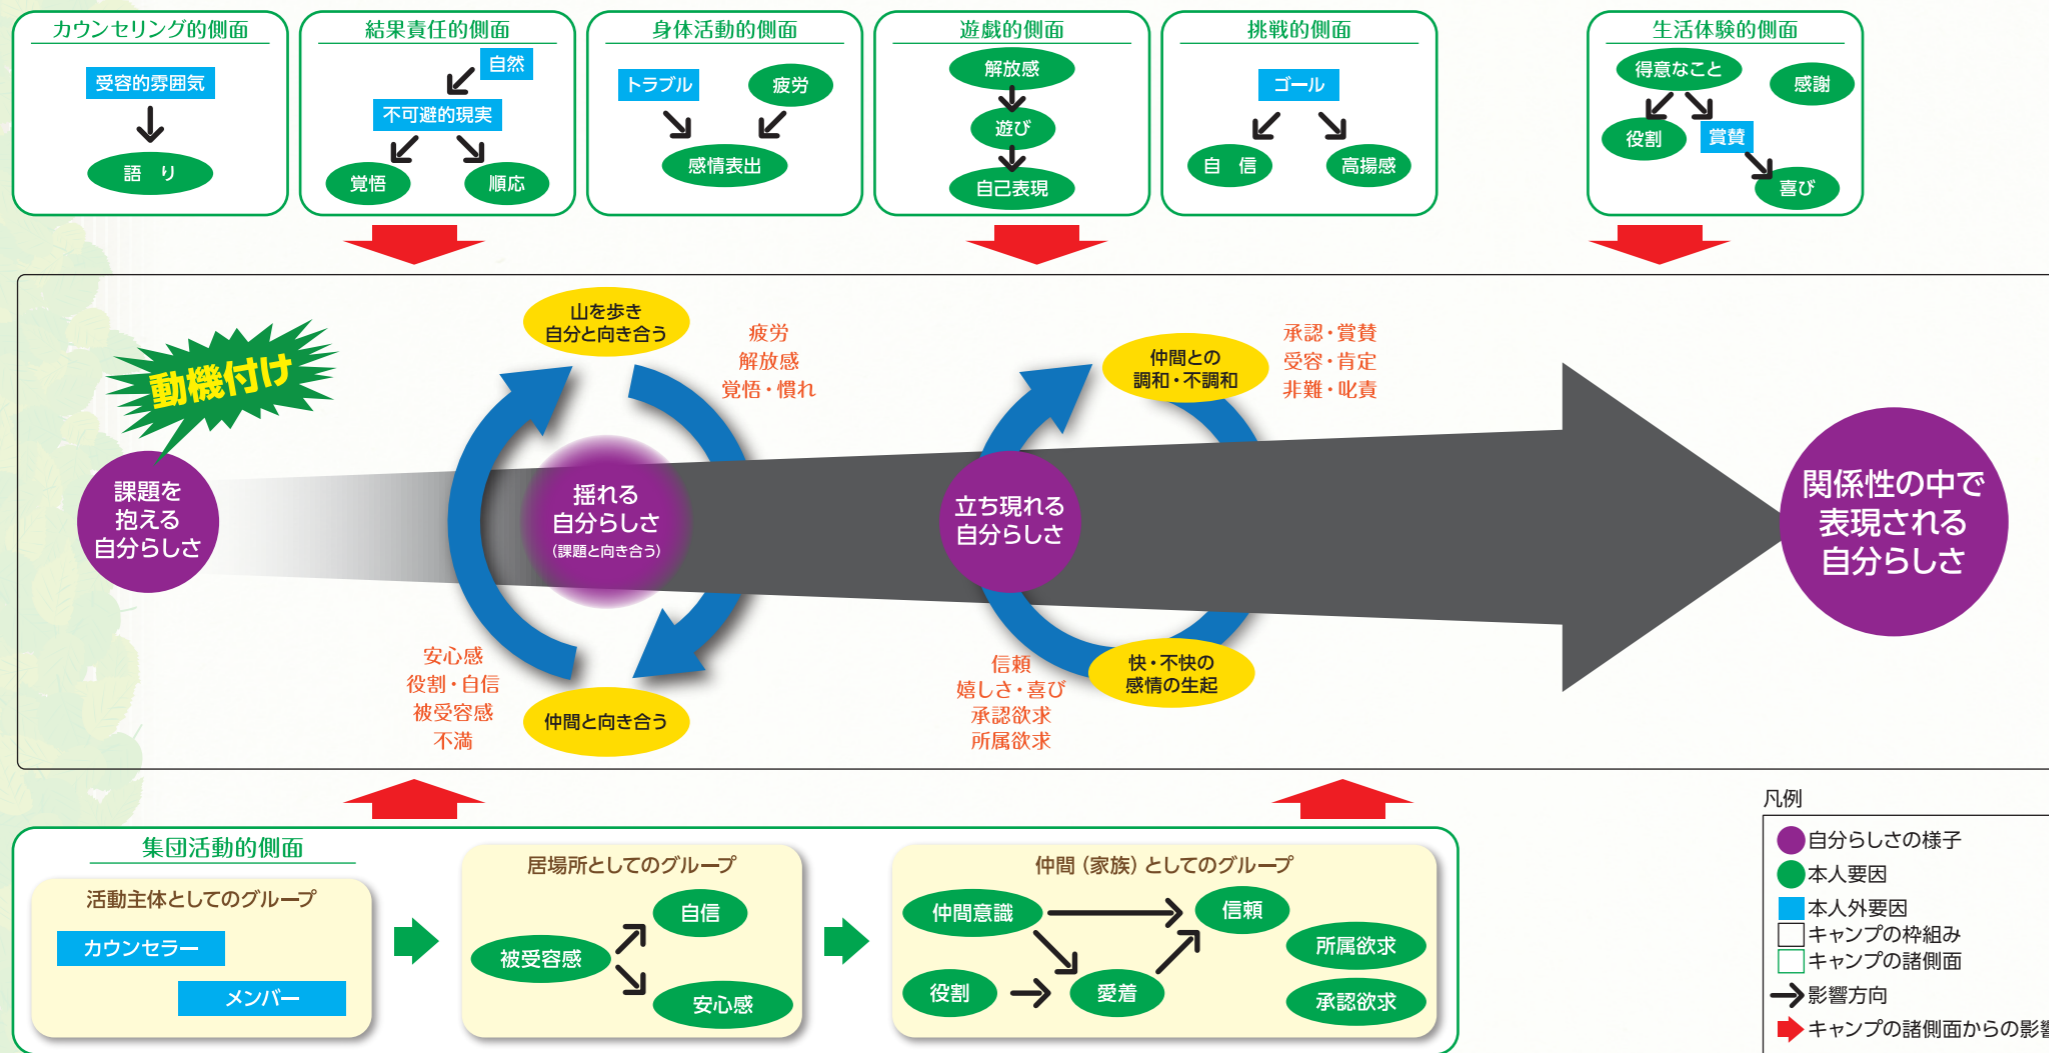 カウンセリング的側面
受容的雰囲気
語り
結果責任的側面
自然
不可避的現実
覚悟
順応
身体活動的側面
トラブル
疲労
感情表出
遊戯的側面
解放感
遊び
自己表現
挑戦的側面
ゴール
自信
高揚感
生活体験的側面
得意なこと
感謝
役割
賞賛
喜び
動機付け
課題を
抱える
自分らしさ
山を歩き
自分と向き合う
疲労
解放感
覚悟・慣れ
揺れる
自分らしさ
(課題と向き合う)
安心感
役割・自信
被受容感
不満
仲間と向き合う
仲間との
調和・不調和
承認・賞賛
受容・肯定
非難・叱責
立ち現れる
自分らしさ
信頼
嬉しさ・喜び
承認欲求
所属欲求
快・不快の
感情の生起
関係性の中で
表現される
自分らしさ
集団活動的側面
活動主体としてのグループ
カウンセラー
メンバー
居場所としてのグループ
被受容感
自信
安心感
仲間（家族）としてのグループ
仲間意識
信頼
役割
愛着
所属欲求
承認欲求
凡例
自分らしさの様子
本人要因
本人外要因
キャンプの枠組み
キャンプの諸側面
影響方向
キャンプの諸側面からの影響